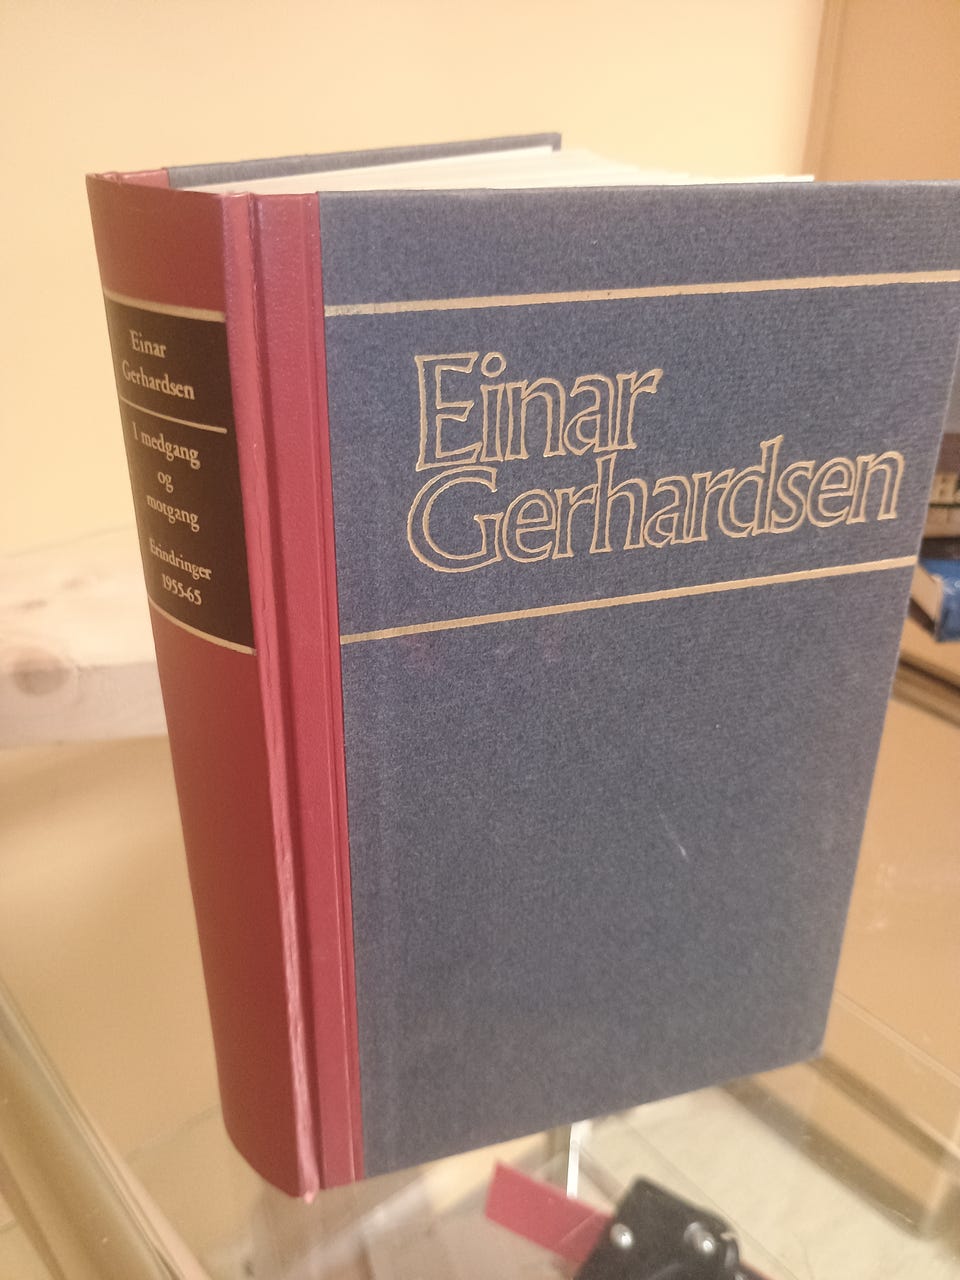 Einar
Gerhardsen
I medgang
og
motgang
Erindringer
1955-65
Einar
Gerhardsen